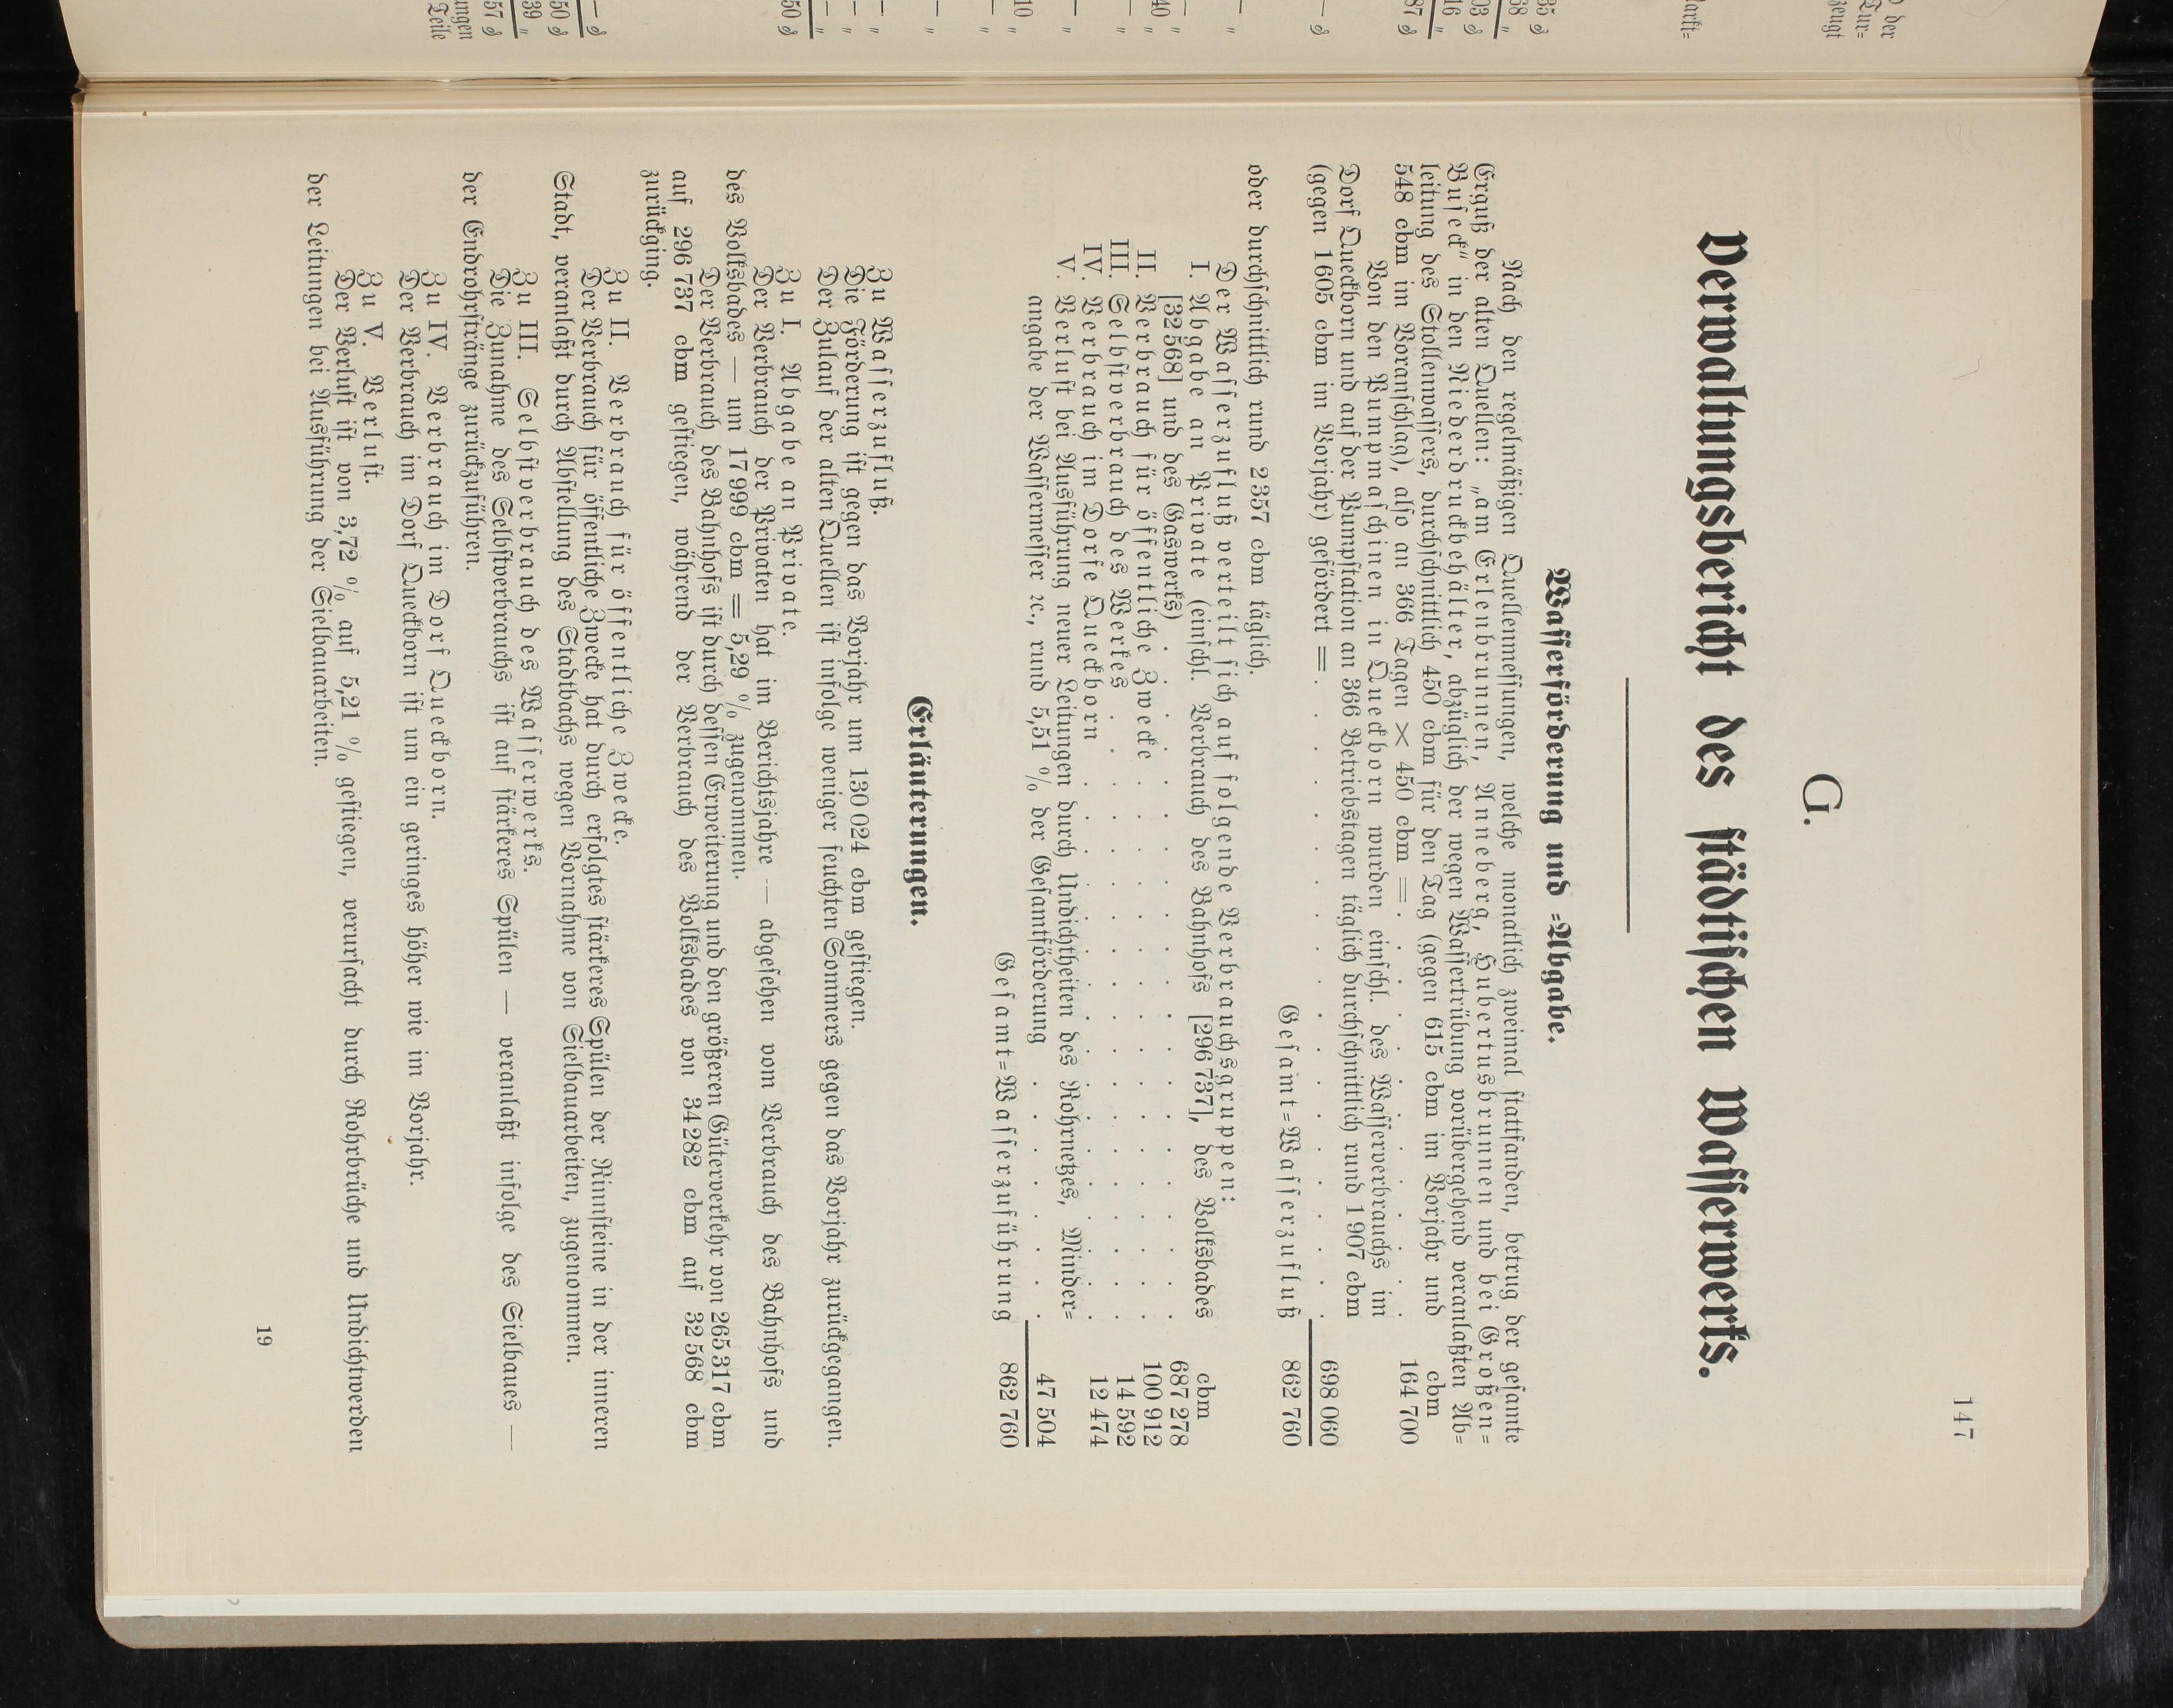 147
G.
Verwaltungsbericht des städtischen Wasserwerks.
Wasserförderung und =Abgabe.
Nach den regelmäßigen Quellenmessungen, welche monatlich zweimal stattfanden, betrug der gesamte
Erguß der alten Quellen: „am Erlenbrunnen, Anneberg, Hubertusbrunnen und bei Großen=
Buseck“ in den Niederdruckbehälter, abzüglich der wegen Wassertrübung vorübergehend veranlaßten Ab=
leitung des Stollenwassers, durchschnittlich 450 cbm für den Tag (gegen 615 cbm im Vorjahr und cbm
548 cbm im Voranschlag), also an 366 Tagen × 450 cbm = . . . . . . . . 164 700
Von den Pumpmaschinen in Queckborn wurden einschl. des Wasserverbrauchs im
Dorf Queckborn und auf der Pumpstation an 366 Betriebstagen täglich durchschnittlich rund 1 907 cbm
(gegen 1605 cbm im Vorjahr) gefördert = . . . . . . . . . . . 698 060
Gesamt=Wasserzufluß 862 760
oder durchschnittlich rund 2 357 cbm täglich.
Der Wasserzufluß verteilt sich auf folgende Verbrauchsgruppen:
I. Abgabe an Private (einschl. Verbrauch des Bahnhofs [296 737], des Volksbades cbm
[32 568] und des Gaswerks) . . . . . . . . . . . 687 278
II. Verbrauch für öffentliche Zwecke . . . . . . . . . 100 912
III. Selbstverbrauch des Werkes . . . . . . . . . . 14 592
IV. Verbrauch im Dorfe Queckborn . . . . . . . . . 12 474
V. Verlust bei Ausführung neuer Leitungen durch Undichtheiten des Rohrnetzes, Minder=
angabe der Wassermesser ꝛc., rund 5,51 % der Gesamtförderung . . . . . 47 504
Gesamt=Wasserzuführung 862 760
Erläuterungen.
Zu Wasserzufluß.
Die Förderung ist gegen das Vorjahr um 130 024 cbm gestiegen.
Der Zulauf der alten Quellen ist infolge weniger feuchten Sommers gegen das Vorjahr zurückgegangen.
Zu I. Abgabe an Private.
Der Verbrauch der Privaten hat im Berichtsjahre — abgesehen vom Verbrauch des Bahnhofs und
des Volksbades — um 17 999 cbm = 5,29 % zugenommen.
Der Verbrauch des Bahnhofs ist durch dessen Erweiterung und den größeren Güterverkehr von 265 317 cbm
auf 296 737 cbm gestiegen, während der Verbrauch des Volksbades von 34 282 cbm auf 32 568 cbm
zurückging.
Zu II. Verbrauch für öffentliche Zwecke.
Der Verbrauch für öffentliche Zwecke hat durch erfolgtes stärkeres Spülen der Rinnsteine in der inneren
Stadt, veranlaßt durch Abstellung des Stadtbachs wegen Vornahme von Sielbauarbeiten, zugenommen.
Zu III. Selbstverbrauch des Wasserwerks.
Die Zunahme des Selbstverbrauchs ist auf stärkeres Spülen — veranlaßt infolge des Sielbaues —
der Endrohrstränge zurückzuführen.
Zu IV. Verbrauch im Dorf Queckborn.
Der Verbrauch im Dorf Queckborn ist um ein geringes höher wie im Vorjahr.
Zu V. Verlust.
Der Verlust ist von 3,72 % auf 5,21 % gestiegen, verursacht durch Rohrbrüche und Undichtwerden
der Leitungen bei Ausführung der Sielbauarbeiten.
19